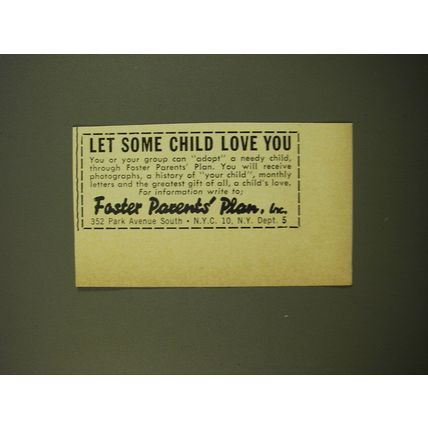 LET SOME CHILD LOVE YOU
You or your group can "adopt" a needy child,
through Foster Parents' Plan. You will receive
photographs, a history of "your child", monthly
letters and the greatest gift of all, a child's love.
For information write to;
Foster Parents' Plan, Inc.
352 Park Avenue South • N.Y.C. 10, N.Y. Dept. 5